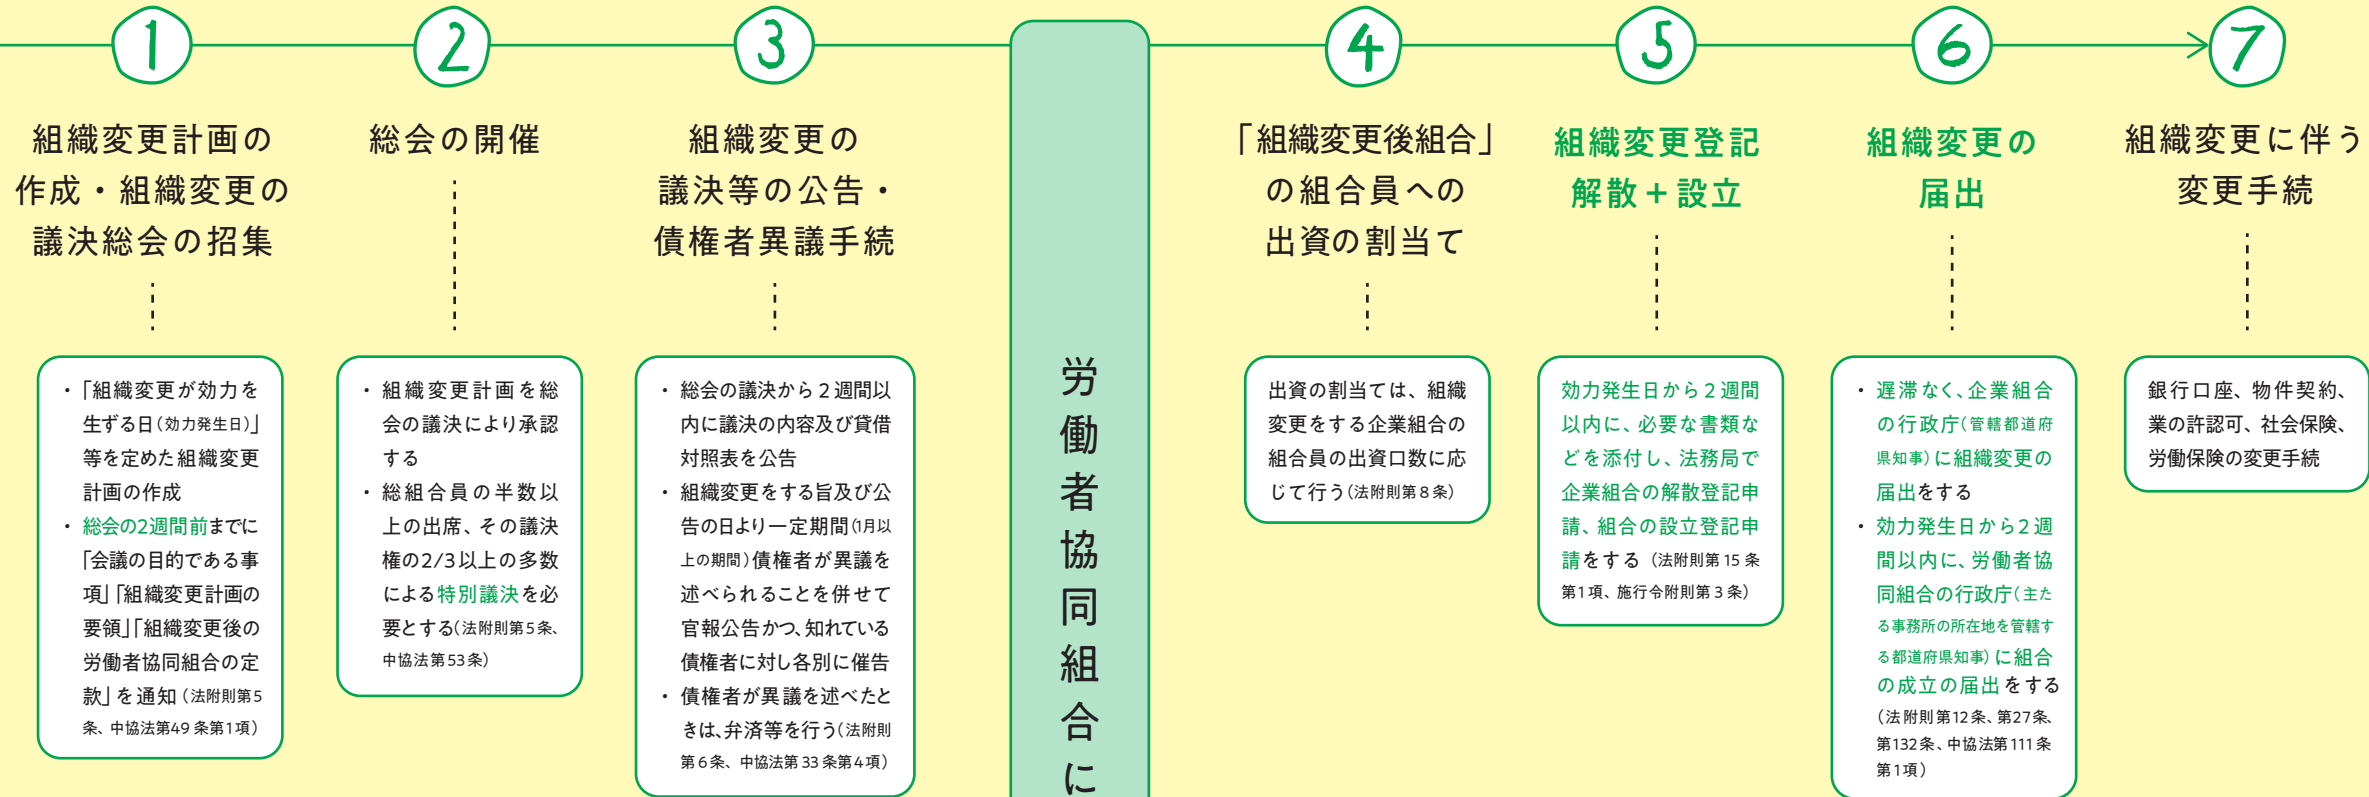 1
組織変更計画の
作成・組織変更の
議決総会の招集
・「組織変更が効力を
生ずる日(効力発生日)」
等を定めた組織変更
計画の作成
・総会の2週間前までに
「会議の目的である事
項」「組織変更計画の
要領」「組織変更後の
労働者協同組合の定
款」を通知(法附則第5
条、中協法第49条第1項)
2
総会の開催
・組織変更計画を総
会の議決により承認
する
・総組合員の半数以
上の出席、その議決
権の2/3以上の多数
による特別議決を必
要とする(法附則第5条、
中協法第53条)
3
組織変更の
議決等の公告・
債権者異議手続
・総会の議決から2週間以
内に議決の内容及び貸借
対照表を公告
・組織変更をする旨及び公
告の日より一定期間(1月以
上の期間)債権者が異議を
述べられることを併せて
官報公告かつ、知れている
債権者に対し各別に催告
・債権者が異議を述べたと
きは、弁済等を行う(法附則
第6条、中協法第33条第4項)
労働者協同組合に
4
「組織変更後組合」
の組合員への
出資の割当て
出資の割当ては、組織
変更をする企業組合の
組合員の出資口数に応
じて行う(法附則第8条)
5
組織変更登記
解散+設立
効力発生日から2週間
以内に、必要な書類な
どを添付し、法務局で
企業組合の解散登記申
請、組合の設立登記申
請をする(法附則第15条
第1項、施行令附則第3条)
6
組織変更の
届出
・遅滞なく、企業組合
の行政庁(管轄都道府
県知事)に組織変更の
届出をする
・効力発生日から2週
間以内に、労働者協
同組合の行政庁(主た
る事務所の所在地を管轄す
る都道府県知事)に組合
の成立の届出をする
(法附則第12条、第27条、
第132条、中協法第111条
第1項)
7
組織変更に伴う
変更手続
銀行口座、物件契約、
業の許認可、社会保険、
労働保険の変更手続